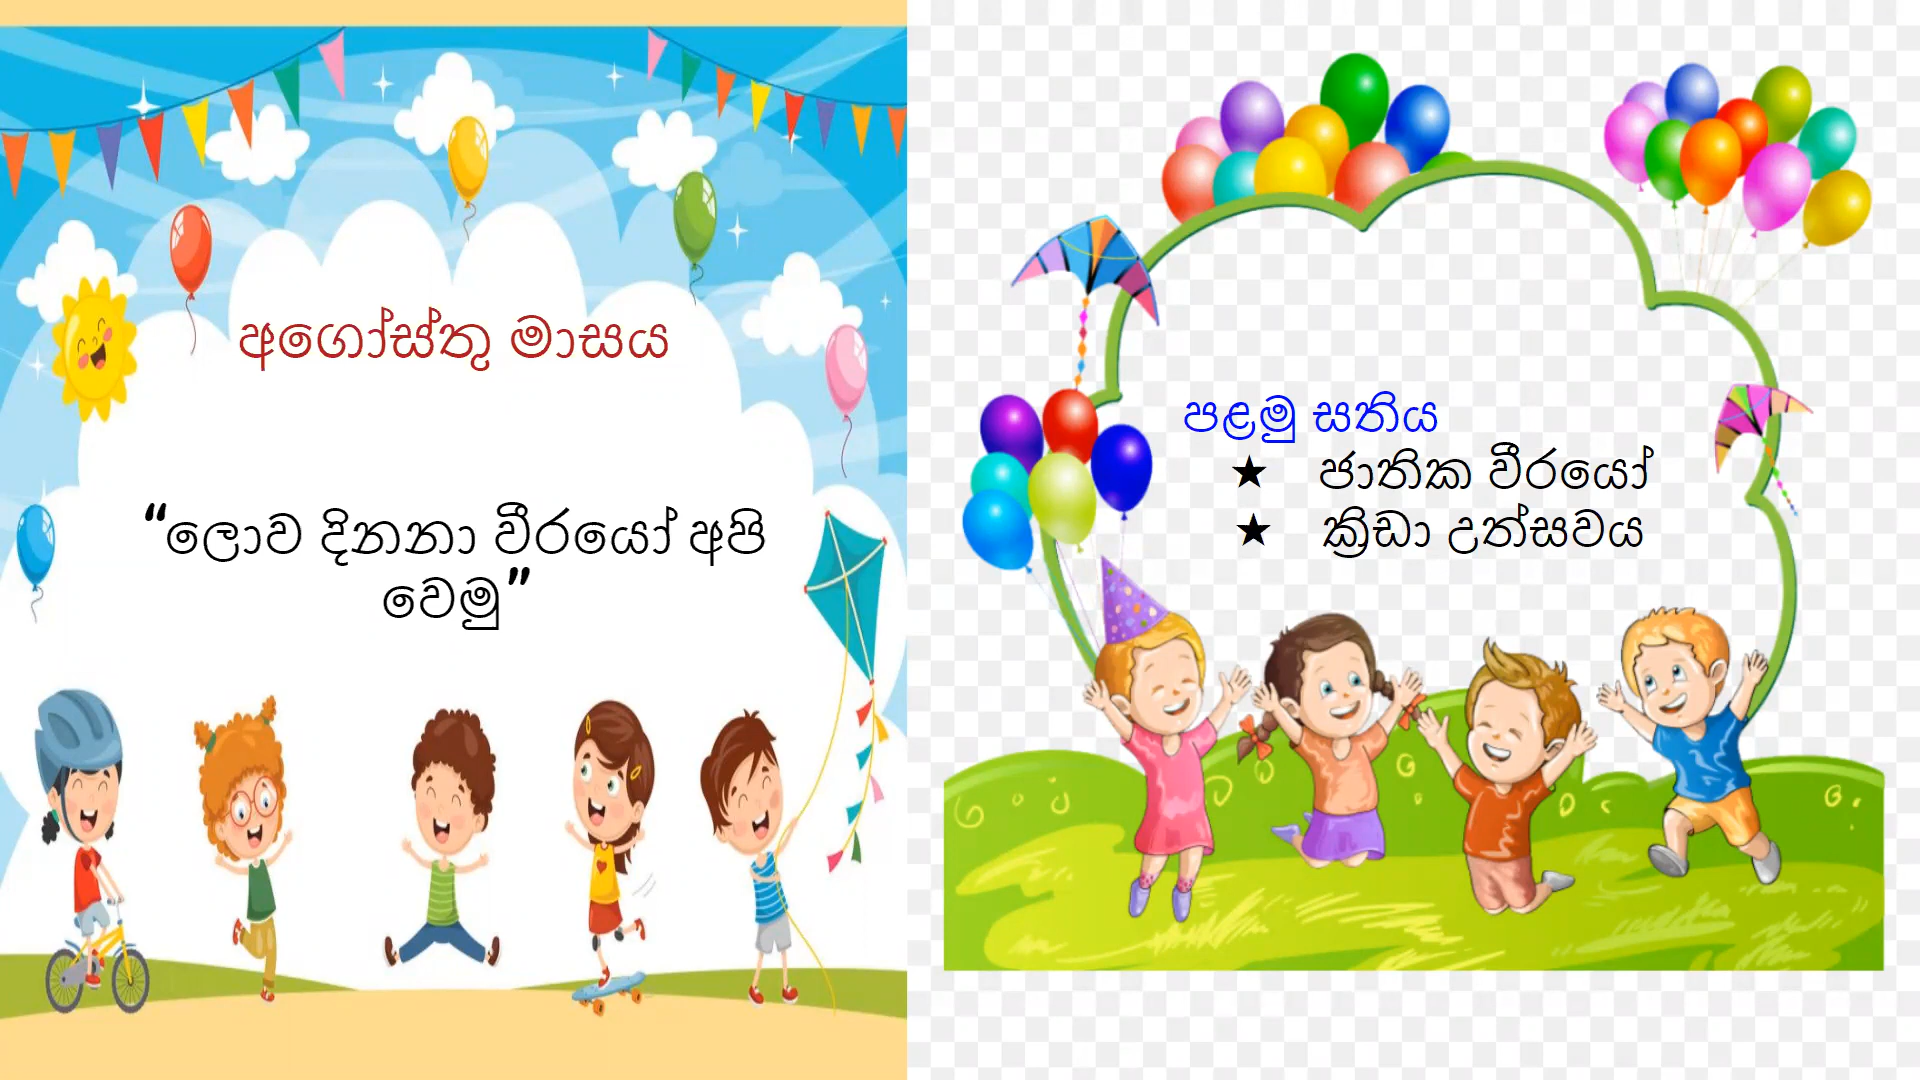 අගෝස්තු මාසය
“ලොව දිනනා වීරයෝ අපි
වෙමු”
පළමු සතිය
★ ජාතික වීරයෝ
★ ක්‍රිඩා උත්සවය